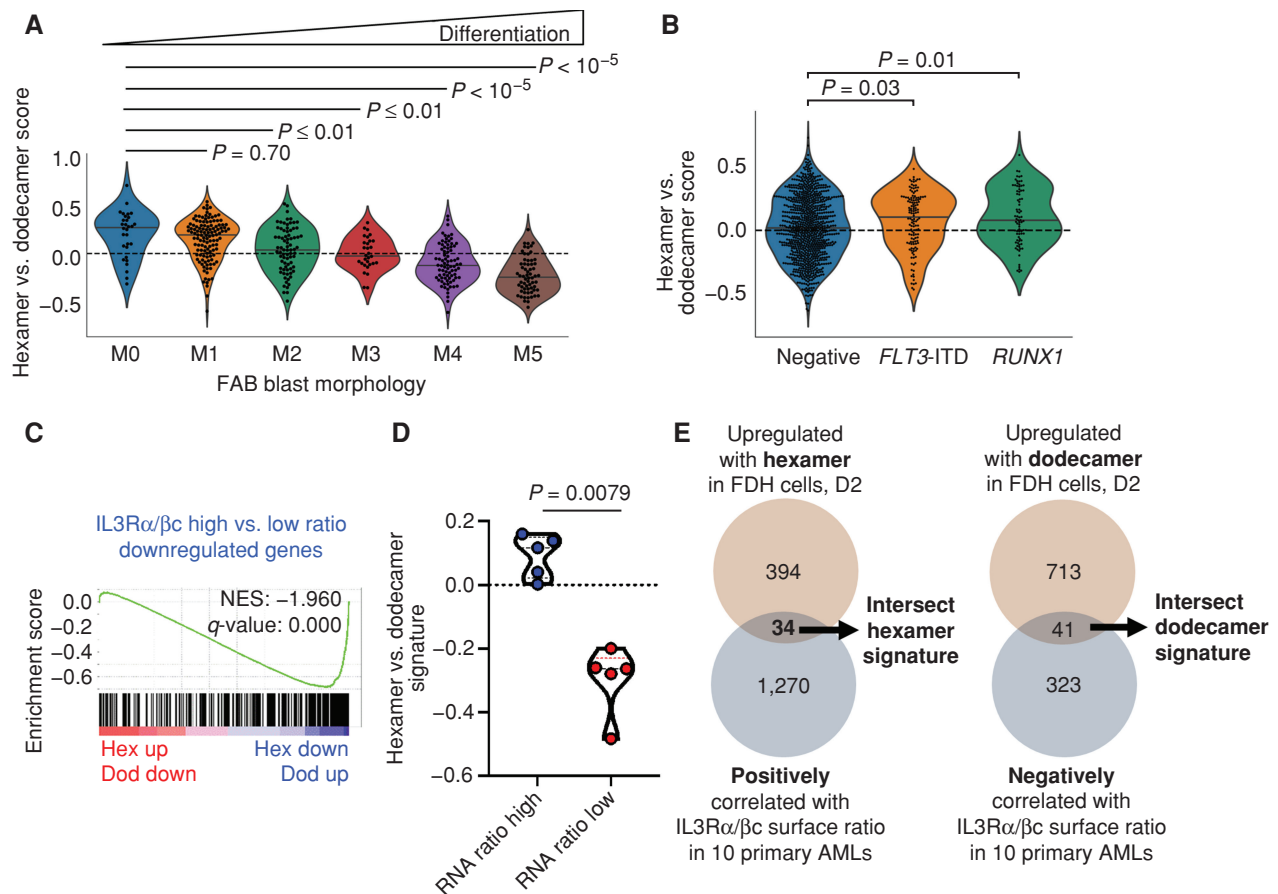 A
Differentiation
P < 10⁻⁵
P < 10⁻⁵
P ≤ 0.01
P ≤ 0.01
P = 0.70
Hexamer vs. dodecamer score
1.0
0.5
0.0
−0.5
M0 M1 M2 M3 M4 M5
FAB blast morphology
B
P = 0.01
P = 0.03
Hexamer vs.
dodecamer score
0.5
0.0
−0.5
Negative FLT3-ITD RUNX1
C
IL3Rα/βc high vs. low ratio
downregulated genes
Enrichment score
0.0
−0.2
−0.4
−0.6
NES: −1.960
q-value: 0.000
Hex up Hex down
Dod down Dod up
D
P = 0.0079
Hexamer vs. dodecamer
signature
0.2
0.0
−0.2
−0.4
−0.6
RNA ratio high
RNA ratio low
E
Upregulated
with hexamer
in FDH cells, D2
394
34
1,270
Intersect
hexamer
signature
Positively
correlated with
IL3Rα/βc surface ratio
in 10 primary AMLs
Upregulated
with dodecamer
in FDH cells, D2
713
41
323
Intersect
dodecamer
signature
Negatively
correlated with
IL3Rα/βc surface ratio
in 10 primary AMLs